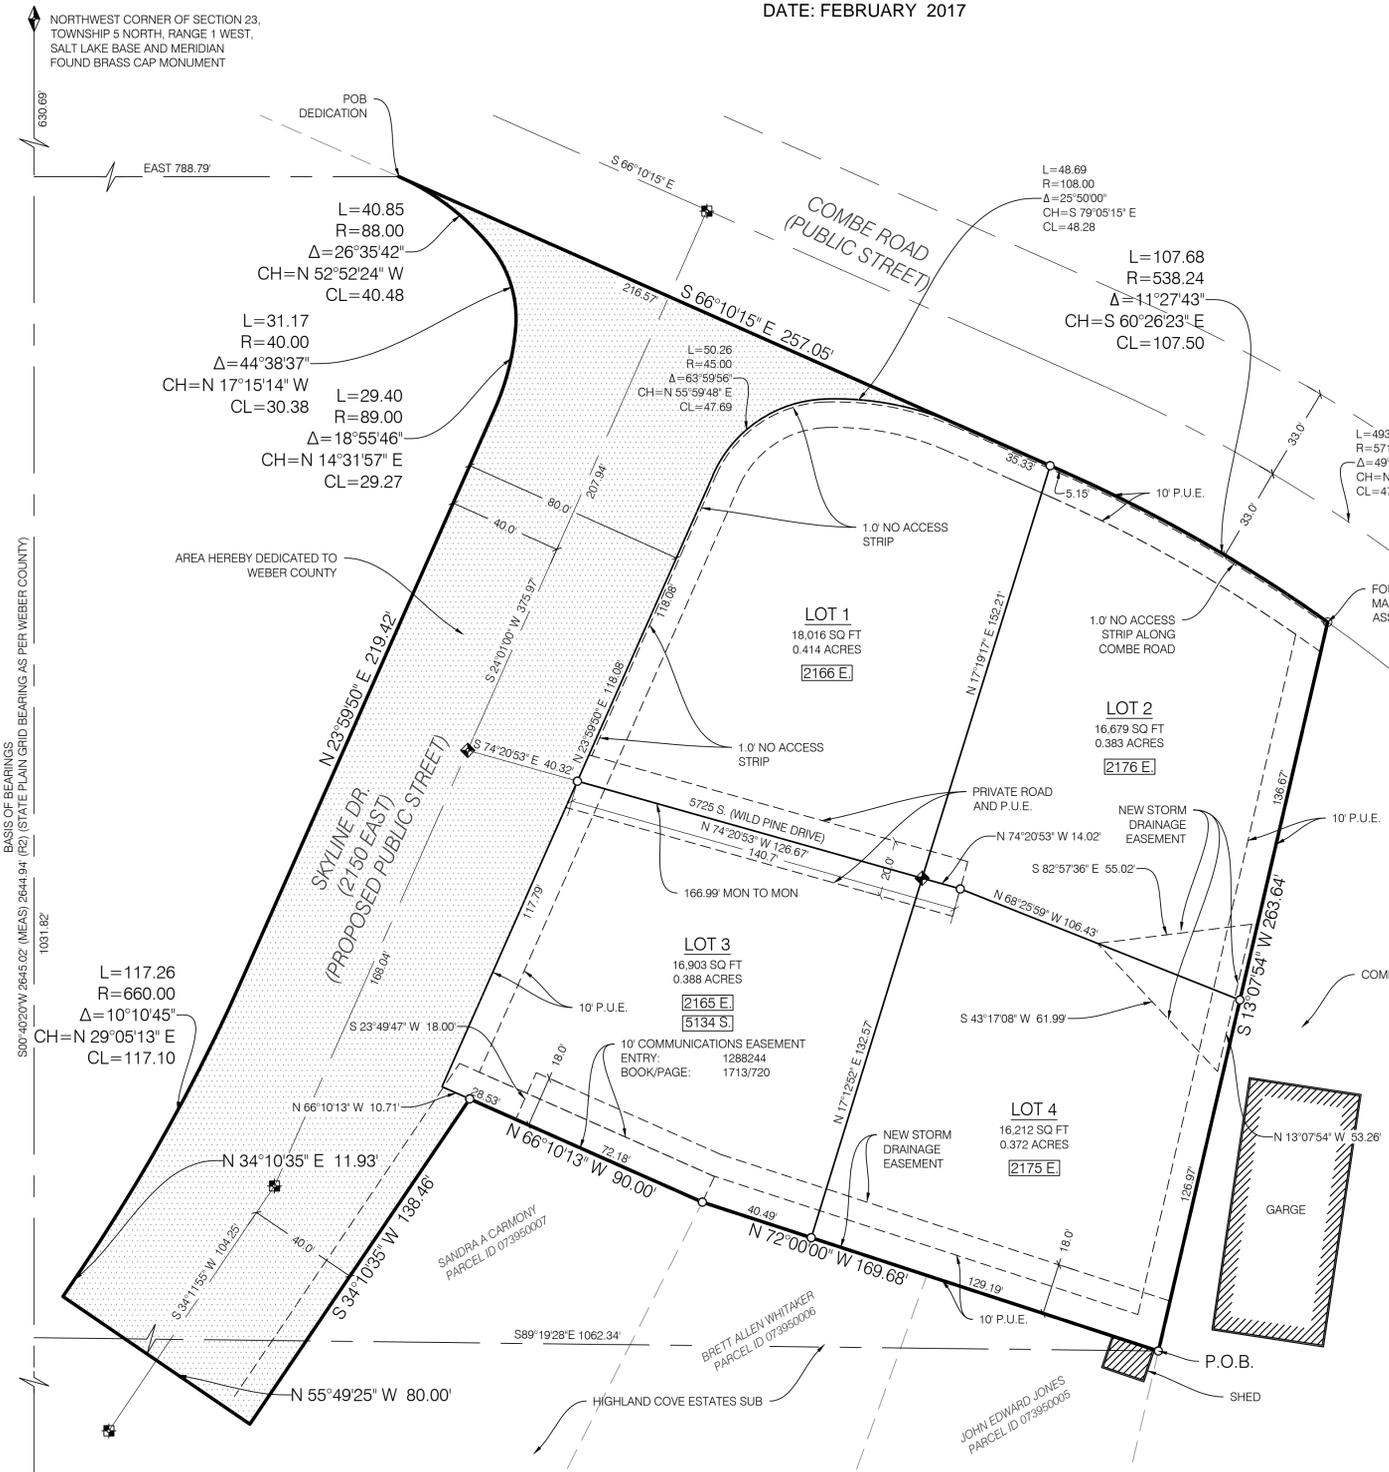 DATE: FEBRUARY 2017
NORTHWEST CORNER OF SECTION 23,
TOWNSHIP 5 NORTH, RANGE 1 WEST,
SALT LAKE BASE AND MERIDIAN
FOUND BRASS CAP MONUMENT
630.69'
POB
DEDICATION
EAST 788.79'
S 66°10'15" E
COMBE ROAD
(PUBLIC STREET)
L=48.69
R=108.00
Δ=25°50'00"
CH=S 79°05'15" E
CL=48.28
L=40.85
R=88.00
Δ=26°35'42"
CH=N 52°52'24" W
CL=40.48
L=107.68
R=538.24
Δ=11°27'43"
CH=S 60°26'23" E
CL=107.50
216.57'
S 66°10'15" E 257.05'
L=31.17
R=40.00
Δ=44°38'37"
CH=N 17°15'14" W
CL=30.38
L=50.26
R=45.00
Δ=63°59'56"
CH=N 55°59'48" E
CL=47.69
L=29.40
R=89.00
Δ=18°55'46"
CH=N 14°31'57" E
CL=29.27
33.0'
33.0'
L=493
R=571
Δ=49°
CH=N
CL=47
35.33'
5.15'
10' P.U.E.
207.94'
80.0'
40.0'
1.0' NO ACCESS
STRIP
AREA HEREBY DEDICATED TO
WEBER COUNTY
S 24°01'00" W 375.97'
118.08'
N 23°59'50" E 118.08'
N 23°59'50" E 219.42'
LOT 1
18,016 SQ FT
0.414 ACRES
2166 E.
N 17°19'17" E 152.21'
1.0' NO ACCESS
STRIP ALONG
COMBE ROAD
FO
MA
ASS
LOT 2
16,679 SQ FT
0.383 ACRES
2176 E.
136.67'
1.0' NO ACCESS
STRIP
S 74°20'53" E 40.32'
BASIS OF BEARINGS
S00°40'20"W 2645.02' (MEAS) 2644.94' (R2) (STATE PLAIN GRID BEARING AS PER WEBER COUNTY)
1031.82'
SKYLINE DR.
(2150 EAST)
(PROPOSED PUBLIC STREET)
5725 S. (WILD PINE DRIVE)
N 74°20'53" W 126.67'
140.7'
20.0'
PRIVATE ROAD
AND P.U.E.
N 74°20'53" W 14.02'
NEW STORM
DRAINAGE
EASEMENT
10' P.U.E.
S 82°57'36" E 55.02'
166.99' MON TO MON
N 68°25'59" W 106.43'
S 13°07'54" W 263.64'
117.79'
168.04'
LOT 3
16,903 SQ FT
0.388 ACRES
2165 E.
5134 S.
10' P.U.E.
L=117.26
R=660.00
Δ=10°10'45"
CH=N 29°05'13" E
CL=117.10
S 23°49'47" W 18.00'
18.0'
10' COMMUNICATIONS EASEMENT
ENTRY: 1288244
BOOK/PAGE: 1713/720
S 43°17'08" W 61.99'
COM
N 17°12'52" E 132.57'
N 66°10'13" W 10.71'
28.53'
N 66°10'13" W 90.00'
72.18'
LOT 4
16,212 SQ FT
0.372 ACRES
2175 E.
NEW STORM
DRAINAGE
EASEMENT
N 13°07'54" W 53.26'
126.97'
GARGE
N 34°10'35" E 11.93'
S 34°11'55" W 104.25'
40.0'
S 34°10'35" W 138.46'
SANDRA A CARMONY
PARCEL ID 073950007
40.49'
N 72°00'00" W 169.68'
129.19'
18.0'
10' P.U.E.
S89°19'28"E 1062.34'
BRETT ALLEN WHITAKER
PARCEL ID 073950006
P.O.B.
SHED
N 55°49'25" W 80.00'
HIGHLAND COVE ESTATES SUB
JOHN EDWARD JONES
PARCEL ID 073950005